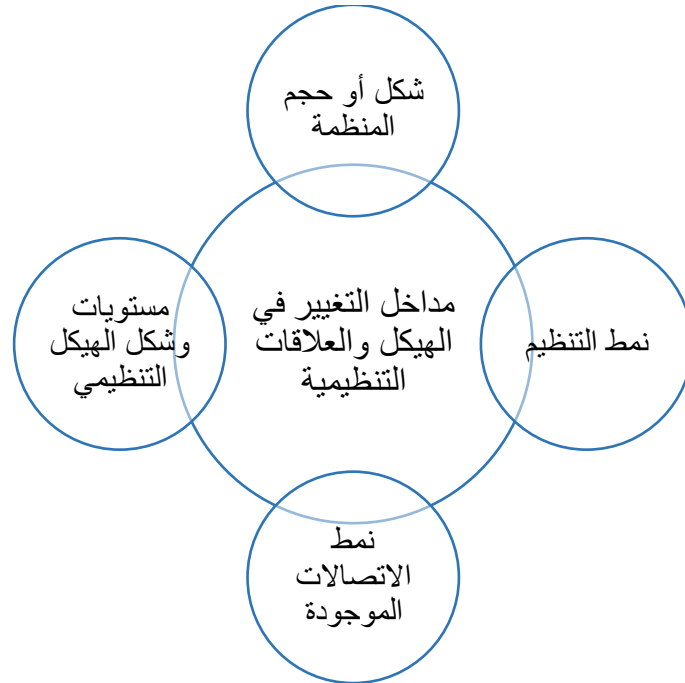 شكل أو حجم
المنظمة
مداخل التغيير في
الهيكل والعلاقات
التنظيمية
نمط التنظيم
مستويات
وشكل الهيكل
التنظيمي
نمط
الاتصالات
الموجودة